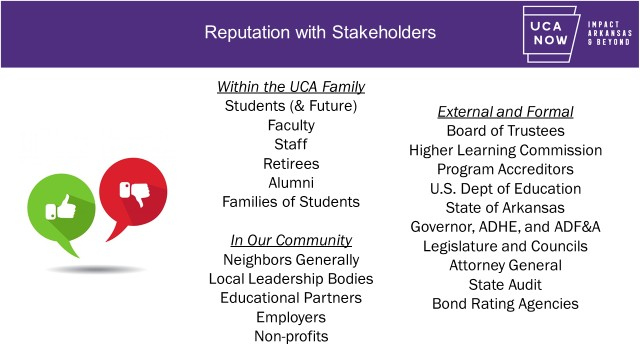 Reputation with Stakeholders
UCA
NOW
IMPACT
ARKANSAS
& BEYOND
Within the UCA Family
Students (& Future)
Faculty
Staff
Retirees
Alumni
Families of Students
In Our Community
Neighbors Generally
Local Leadership Bodies
Educational Partners
Employers
Non-profits
External and Formal
Board of Trustees
Higher Learning Commission
Program Accreditors
U.S. Dept of Education
State of Arkansas
Governor, ADHE, and ADF&A
Legislature and Councils
Attorney General
State Audit
Bond Rating Agencies